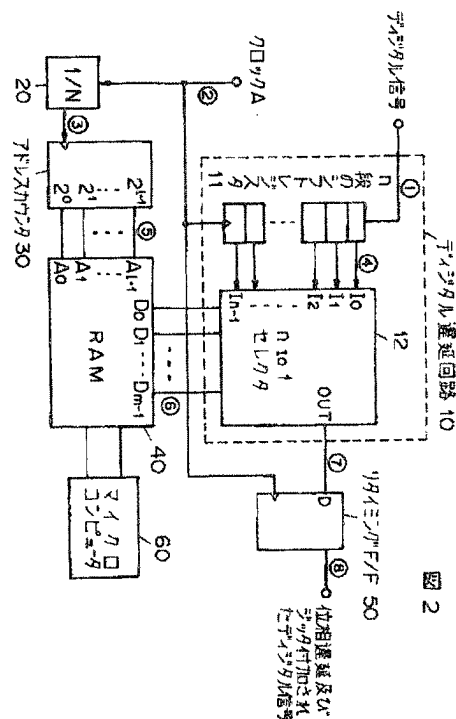 図 2
ディジタル信号
①
ディジタル遅延回路 10
n段のシフトレジスタ 11
④
I0
I1
I2
In-1
n to 1
セレクタ
12
OUT
⑦
D
リタイミングF/F 50
⑧
位相遅延及び
ジッタ付加され
たディジタル信号
クロックA
②
1/N
20
③
2l-1
21
20
アドレスカウンタ 30
⑤
Al-1
A1
A0
D0 D1 ···· Dm-1
⑥
RAM
40
マイクロ
コンピュータ
60